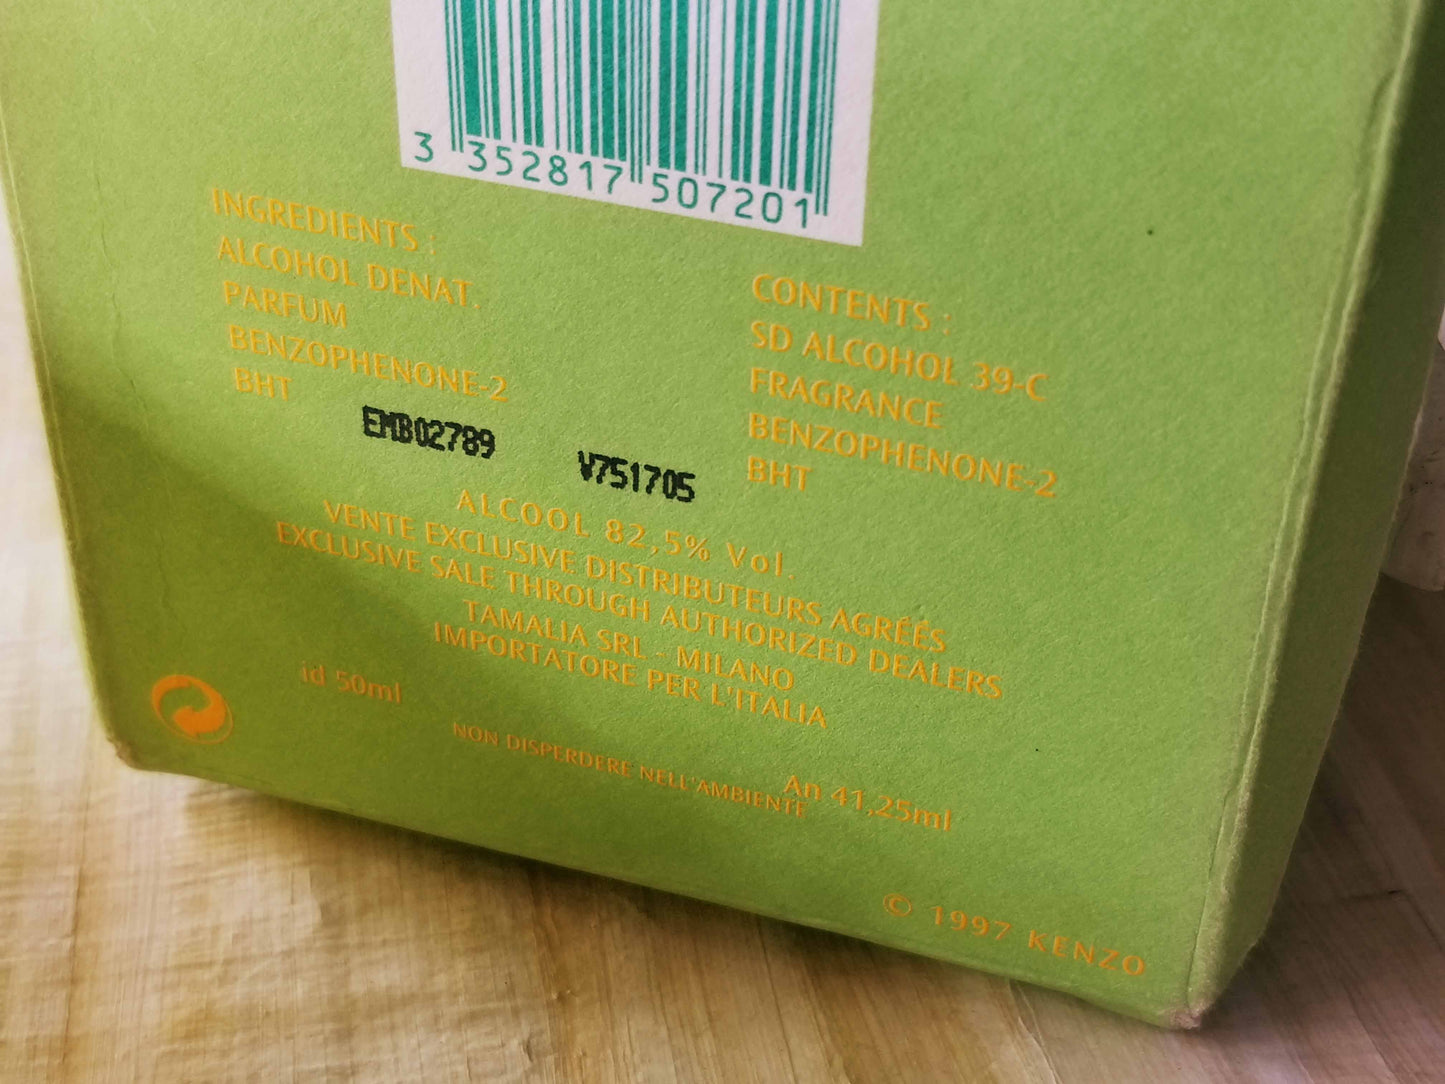 3 352817 507201
INGREDIENTS :
ALCOHOL DENAT.
PARFUM
BENZOPHENONE-2
BHT
CONTENTS :
SD ALCOHOL 39-C
FRAGRANCE
BENZOPHENONE-2
BHT
EMB02789 V751705
ALCOOL 82,5% Vol.
VENTE EXCLUSIVE DISTRIBUTEURS AGRÉÉS
EXCLUSIVE SALE THROUGH AUTHORIZED DEALERS
TAMALIA SRL - MILANO
IMPORTATORE PER L'ITALIA
id 50ml
NON DISPERDERE NELL'AMBIENTE
An 41,25ml
© 1997 KENZO